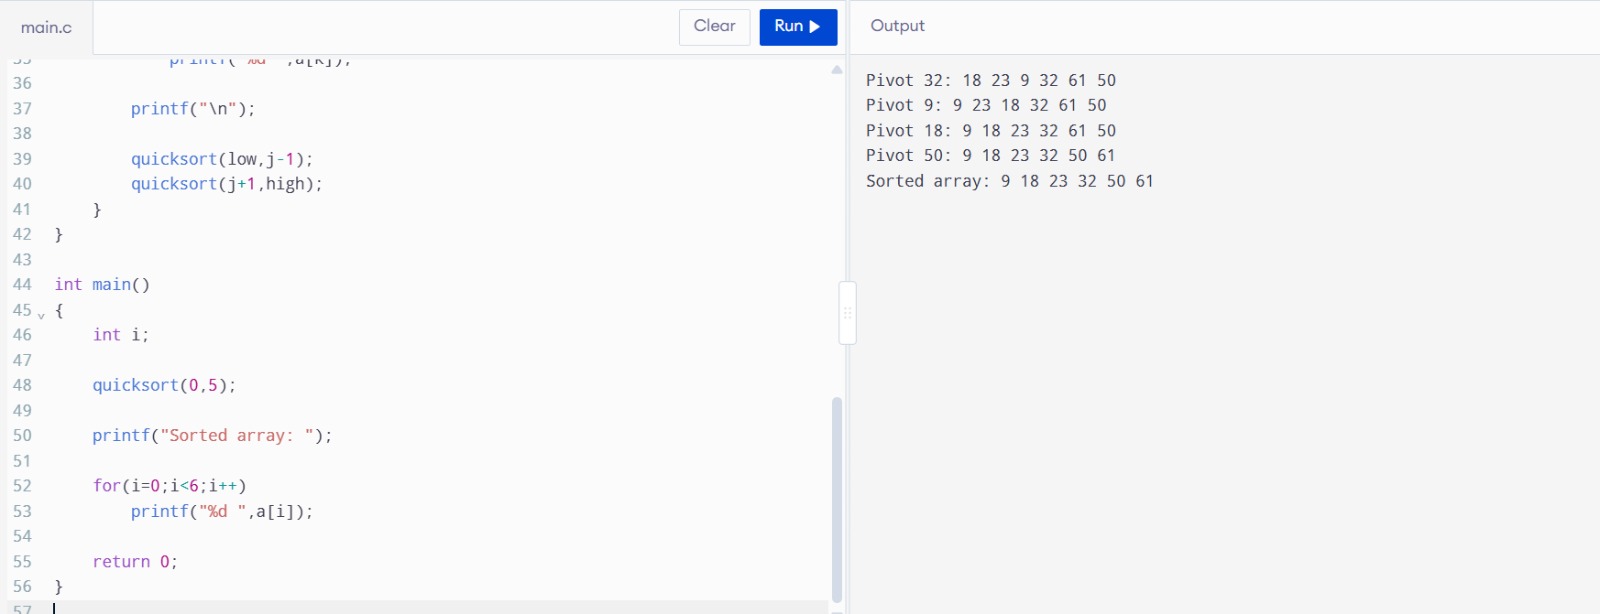 main.c
Clear
Run
Output
35 printf("%d ",a[k]);
36
37 printf("\n");
38
39 quicksort(low,j-1);
40 quicksort(j+1,high);
41 }
42 }
43
44 int main()
45 {
46 int i;
47
48 quicksort(0,5);
49
50 printf("Sorted array: ");
51
52 for(i=0;i<6;i++)
53 printf("%d ",a[i]);
54
55 return 0;
56 }
57
Pivot 32: 18 23 9 32 61 50
Pivot 9: 9 23 18 32 61 50
Pivot 18: 9 18 23 32 61 50
Pivot 50: 9 18 23 32 50 61
Sorted array: 9 18 23 32 50 61